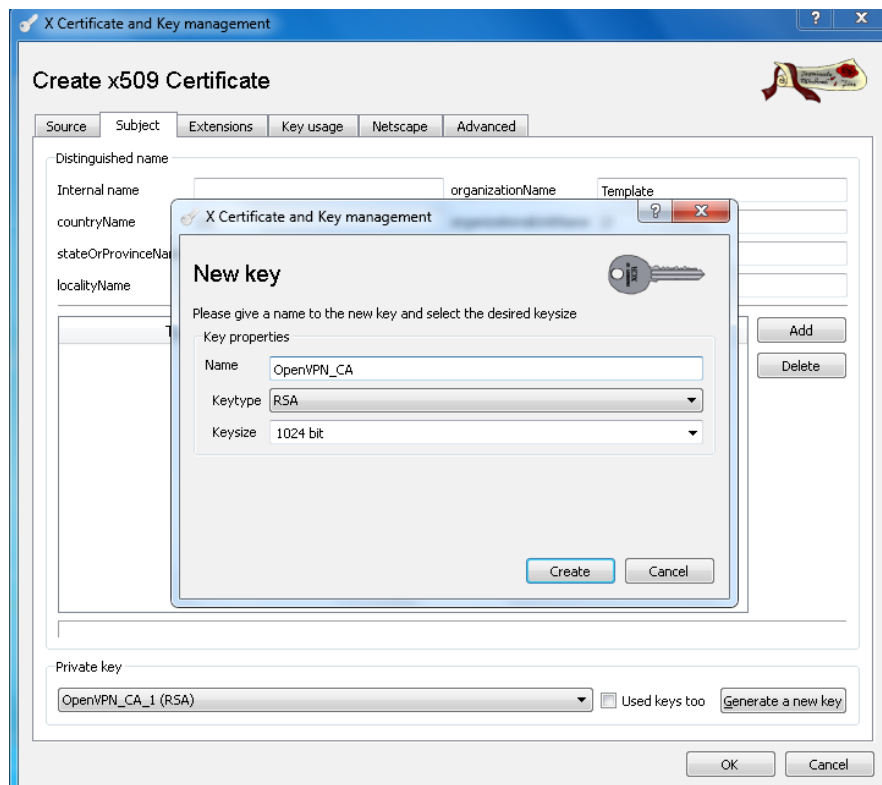 X Certificate and Key management
Create x509 Certificate
Source Subject Extensions Key usage Netscape Advanced
Distinguished name
Internal name organizationName Template
countryName
stateOrProvinceNa
localityName
Add
Delete
X Certificate and Key management
New key
Please give a name to the new key and select the desired keysize
Key properties
Name OpenVPN_CA
Keytype RSA
Keysize 1024 bit
Create Cancel
Private key
OpenVPN_CA_1 (RSA) Used keys too Generate a new key
OK Cancel